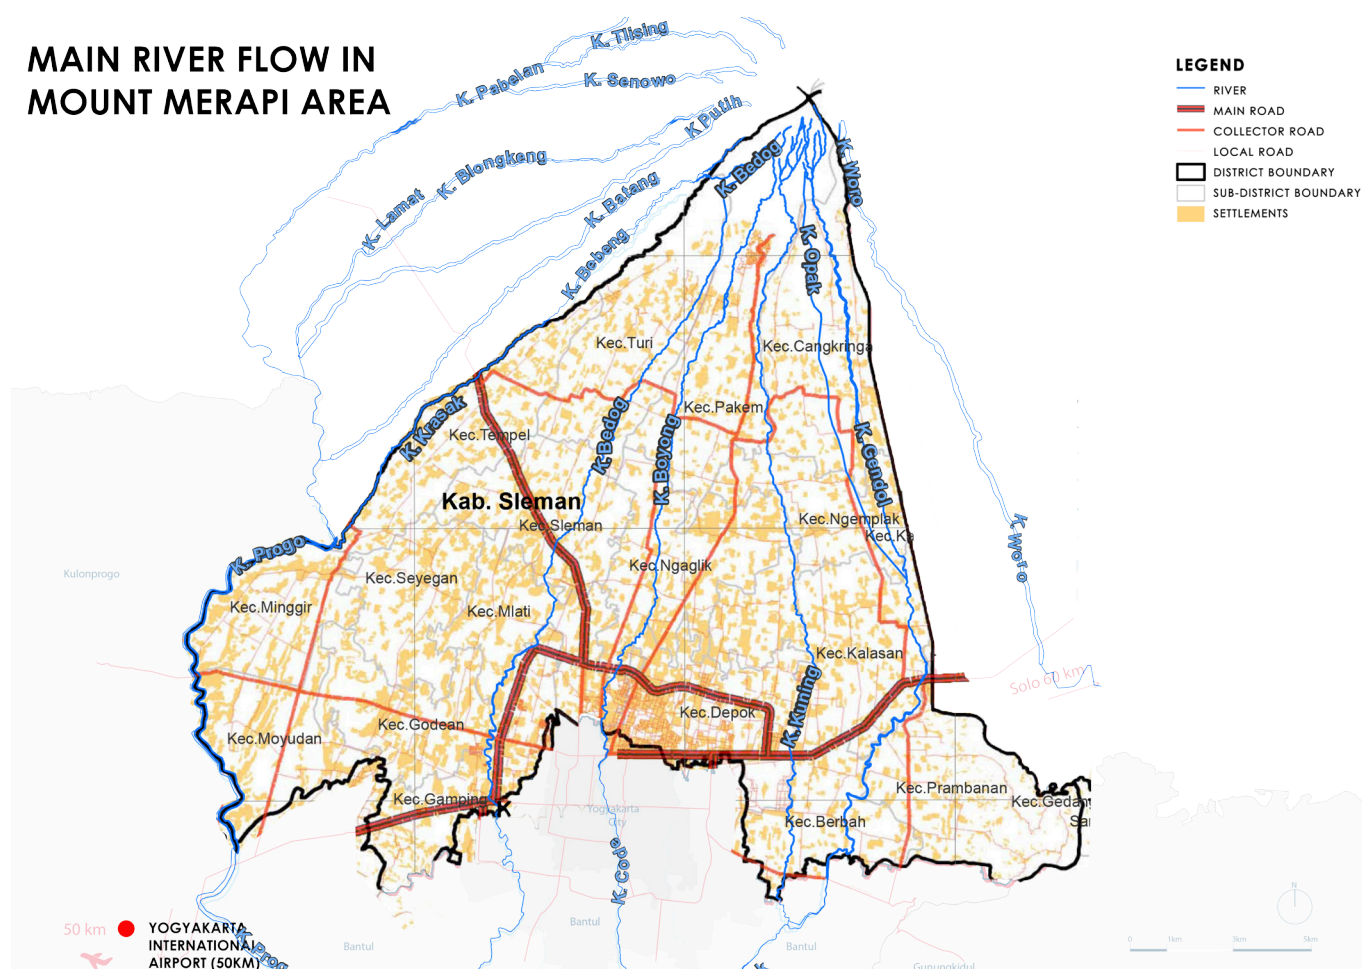 MAIN RIVER FLOW IN
MOUNT MERAPI AREA
LEGEND
RIVER
MAIN ROAD
COLLECTOR ROAD
LOCAL ROAD
DISTRICT BOUNDARY
SUB-DISTRICT BOUNDARY
SETTLEMENTS
K. Tlising
K. Pabelan
K. Senowo
K Putih
K. Blongkeng
K. Bedog
K. Woro
K. Batang
K. Lamat
K. Bebeng
K. Opak
Kec.Turi
Kec.Cangkringa
Kec.Pakem
K. Krasak
K.Bedog
Kec.Tempel
K. Boyong
K. Gendol
Kab. Sleman
Kec.Sleman
Kec.Ngemplak
Kec.Ka
K. Woro
K. Progo
Kulonprogo
Kec.Seyegan
Kec.Ngaglik
Kec.Minggir
Kec.Mlati
Kec.Kalasan
Solo 60 km
K.Kuning
Kec.Depok
Kec.Godean
Kec.Moyudan
Kec.Prambanan
Kec.Gamping
Kec.Gedan
Sa
Yogyakarta
City
Kec.Berbah
K. Code
N
50 km
YOGYAKARTA
INTERNATIONAL
AIRPORT (50KM)
K. Prog
Bantul
Bantul
Bantul
Gunungkidul
0 1km 3km 5km